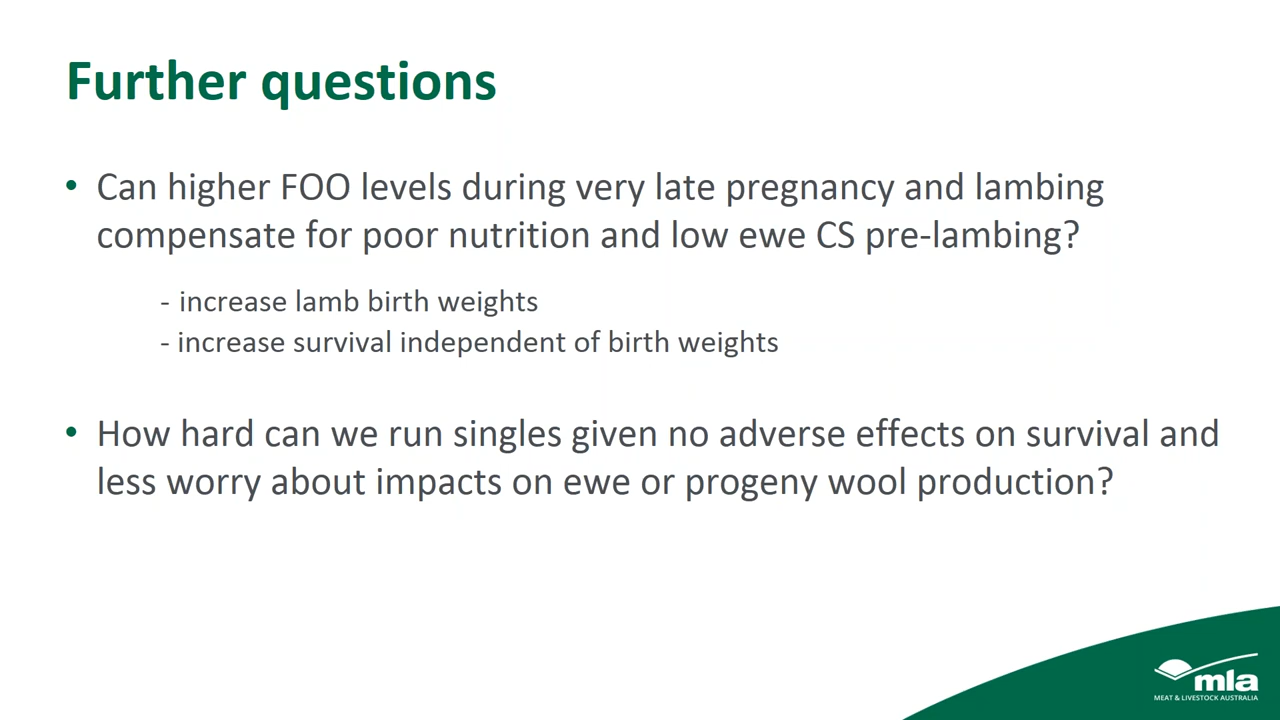 Further questions
• Can higher FOO levels during very late pregnancy and lambing
compensate for poor nutrition and low ewe CS pre-lambing?
- increase lamb birth weights
- increase survival independent of birth weights
• How hard can we run singles given no adverse effects on survival and
less worry about impacts on ewe or progeny wool production?
mla
MEAT & LIVESTOCK AUSTRALIA